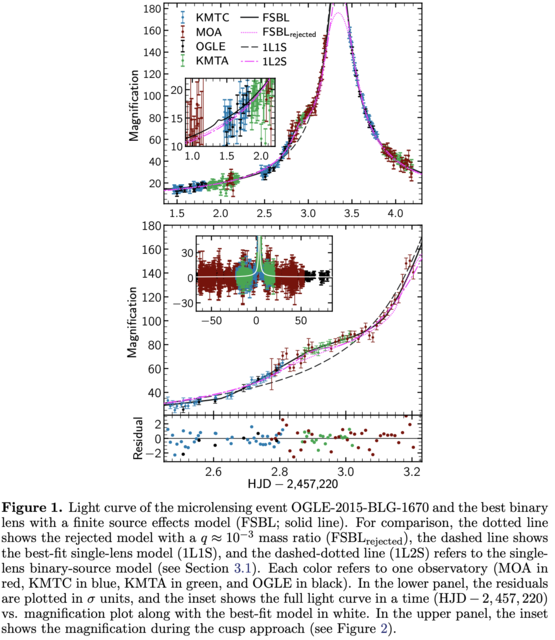 180
160
140
120
100
80
60
40
20
Magnification
KMTC
MOA
OGLE
KMTA
FSBL
FSBLrejected
1L1S
1L2S
20
15
10
1.0
1.5
2.0
1.5
2.0
2.5
3.0
3.5
4.0
180
160
140
120
100
80
60
40
Magnification
30
0
−30
−50
0
50
2
0
−2
Residual
2.6
2.8
3.0
3.2
HJD − 2,457,220
Figure 1. Light curve of the microlensing event OGLE-2015-BLG-1670 and the best binary
lens with a finite source effects model (FSBL; solid line). For comparison, the dotted line
shows the rejected model with a q ≈ 10−3 mass ratio (FSBLrejected), the dashed line shows
the best-fit single-lens model (1L1S), and the dashed-dotted line (1L2S) refers to the single-
lens binary-source model (see Section 3.1). Each color refers to one observatory (MOA in
red, KMTC in blue, KMTA in green, and OGLE in black). In the lower panel, the residuals
are plotted in σ units, and the inset shows the full light curve in a time (HJD − 2, 457, 220)
vs. magnification plot along with the best-fit model in white. In the upper panel, the inset
shows the magnification during the cusp approach (see Figure 2).